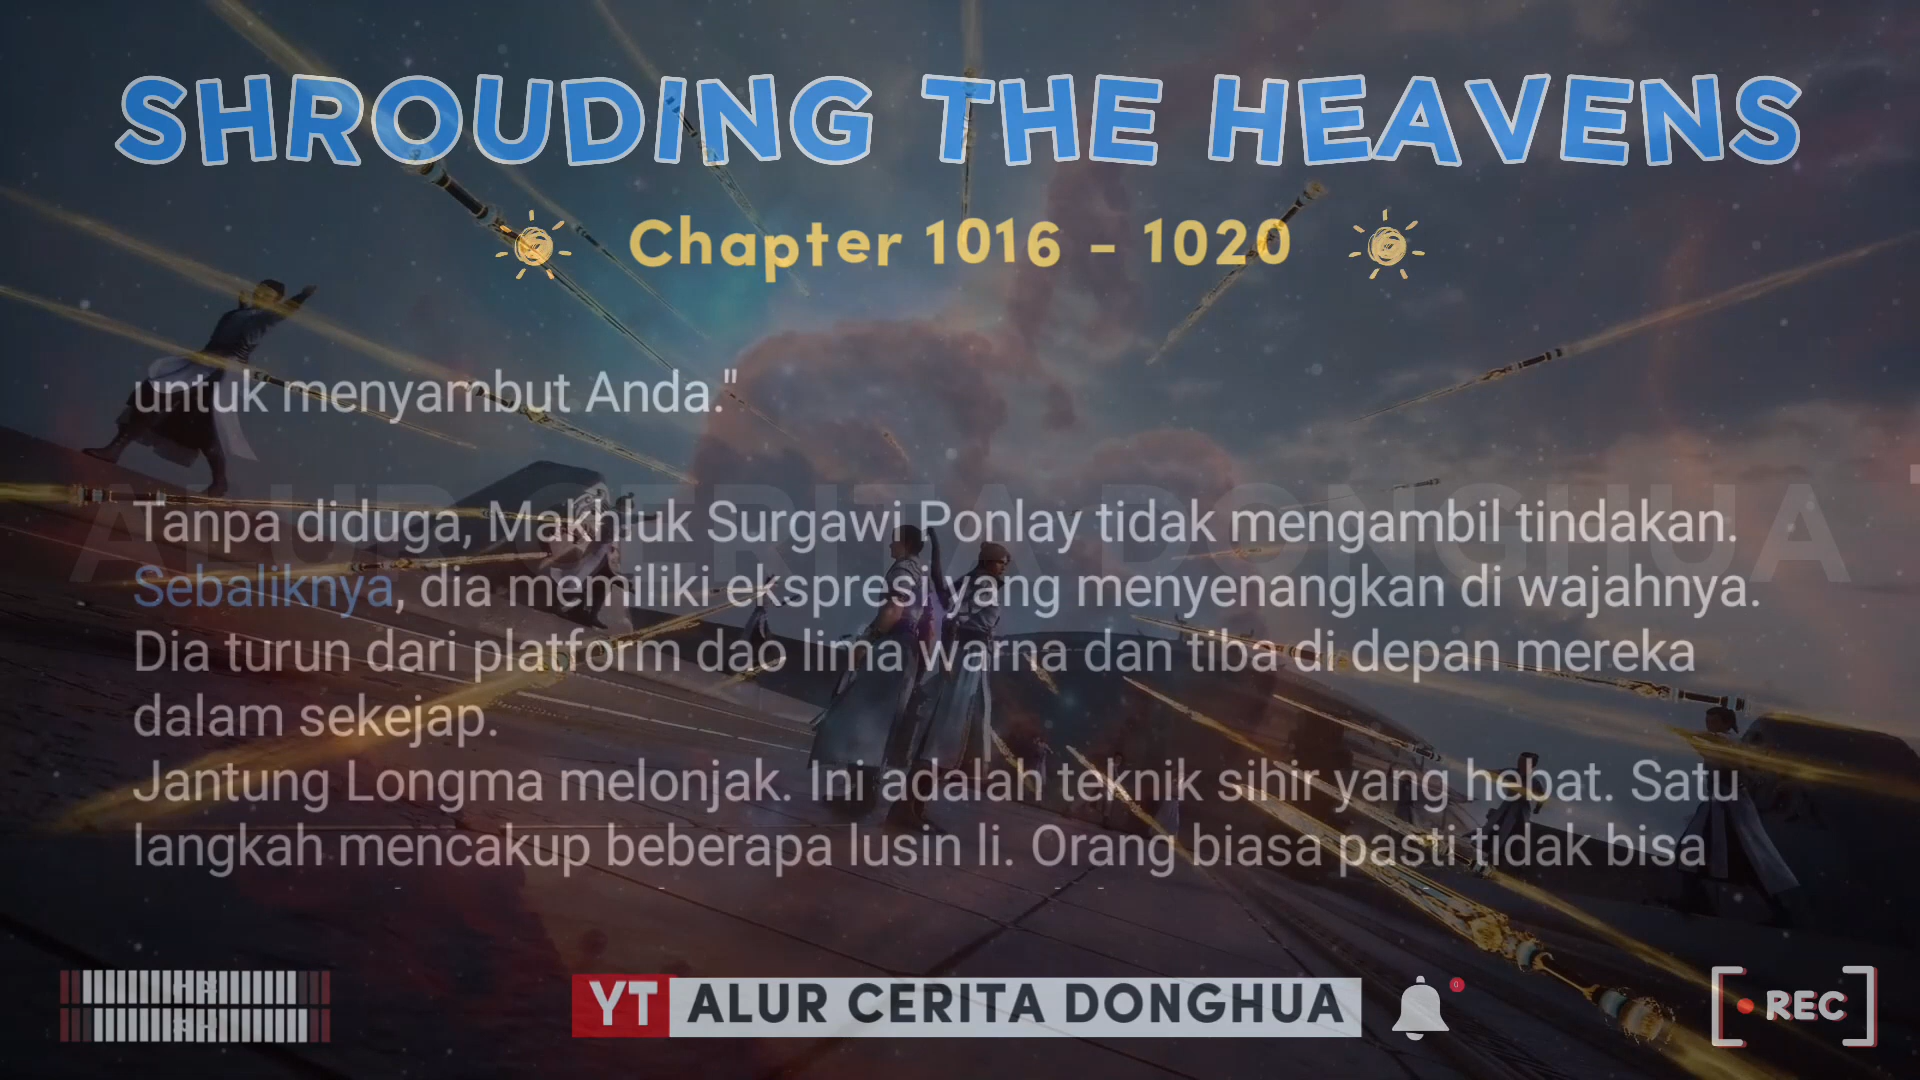 SHROUDING THE HEAVENS
Chapter 1016 - 1020
untuk menyambut Anda."
Tanpa diduga, Makhluk Surgawi Ponlay tidak mengambil tindakan.
Sebaliknya, dia memiliki ekspresi yang menyenangkan di wajahnya.
Dia turun dari platform dao lima warna dan tiba di depan mereka
dalam sekejap.
Jantung Longma melonjak. Ini adalah teknik sihir yang hebat. Satu
langkah mencakup beberapa lusin li. Orang biasa pasti tidak bisa
ALUR CERITA DONGHUA
YT ALUR CERITA DONGHUA
REC